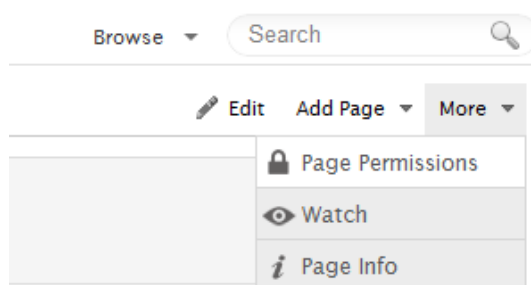 Browse Search
Edit Add Page More
Page Permissions
Watch
Page Info